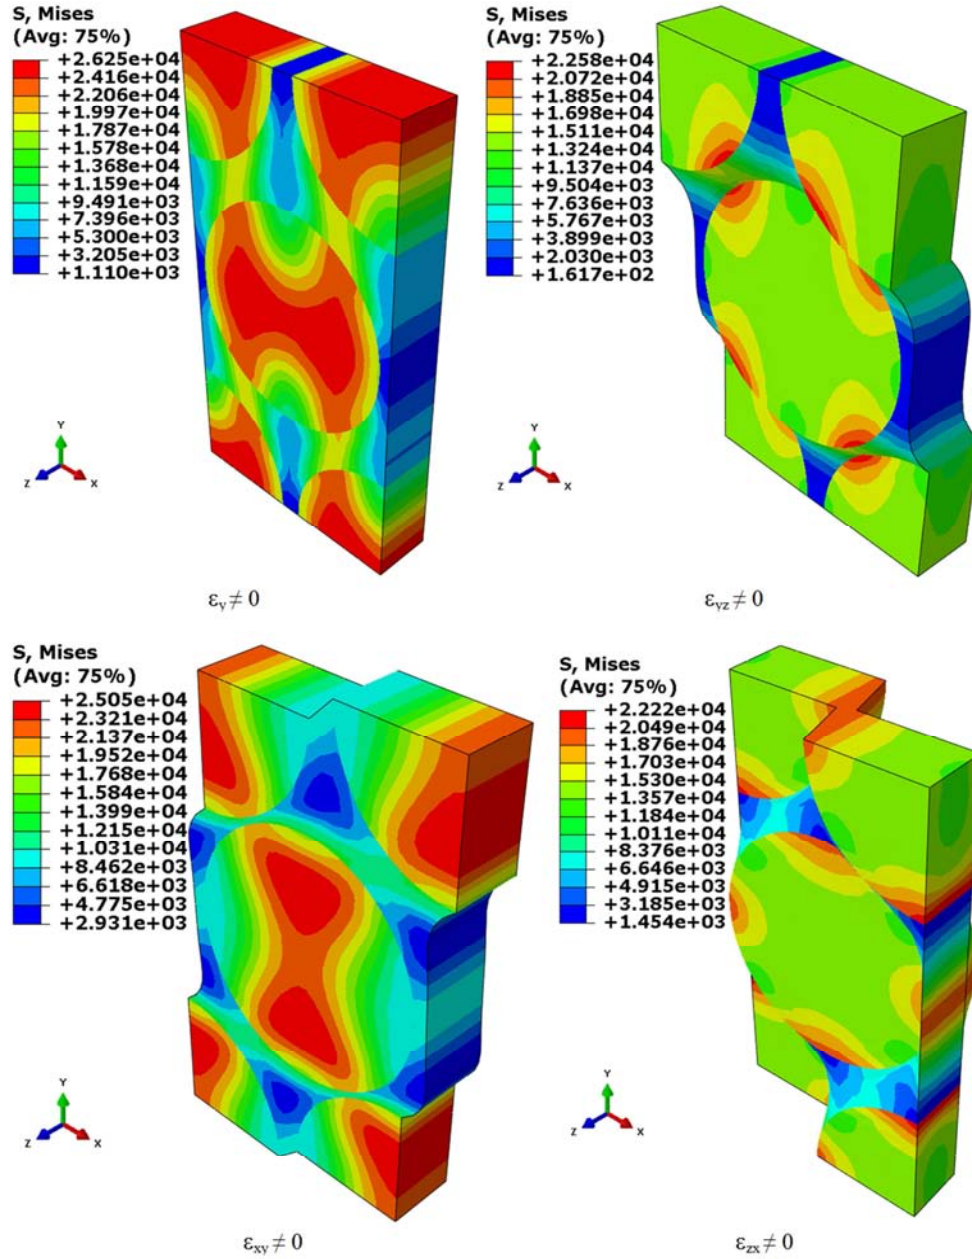 S, Mises
(Avg: 75%)
+2.625e+04
+2.416e+04
+2.206e+04
+1.997e+04
+1.787e+04
+1.578e+04
+1.368e+04
+1.159e+04
+9.491e+03
+7.396e+03
+5.300e+03
+3.205e+03
+1.110e+03
Y
Z
X
εy ≠ 0
S, Mises
(Avg: 75%)
+2.258e+04
+2.072e+04
+1.885e+04
+1.698e+04
+1.511e+04
+1.324e+04
+1.137e+04
+9.504e+03
+7.636e+03
+5.767e+03
+3.899e+03
+2.030e+03
+1.617e+02
Y
Z
X
εyz ≠ 0
S, Mises
(Avg: 75%)
+2.505e+04
+2.321e+04
+2.137e+04
+1.952e+04
+1.768e+04
+1.584e+04
+1.399e+04
+1.215e+04
+1.031e+04
+8.462e+03
+6.618e+03
+4.775e+03
+2.931e+03
Y
Z
X
εxy ≠ 0
S, Mises
(Avg: 75%)
+2.222e+04
+2.049e+04
+1.876e+04
+1.703e+04
+1.530e+04
+1.357e+04
+1.184e+04
+1.011e+04
+8.376e+03
+6.646e+03
+4.915e+03
+3.185e+03
+1.454e+03
Y
Z
X
εzx ≠ 0